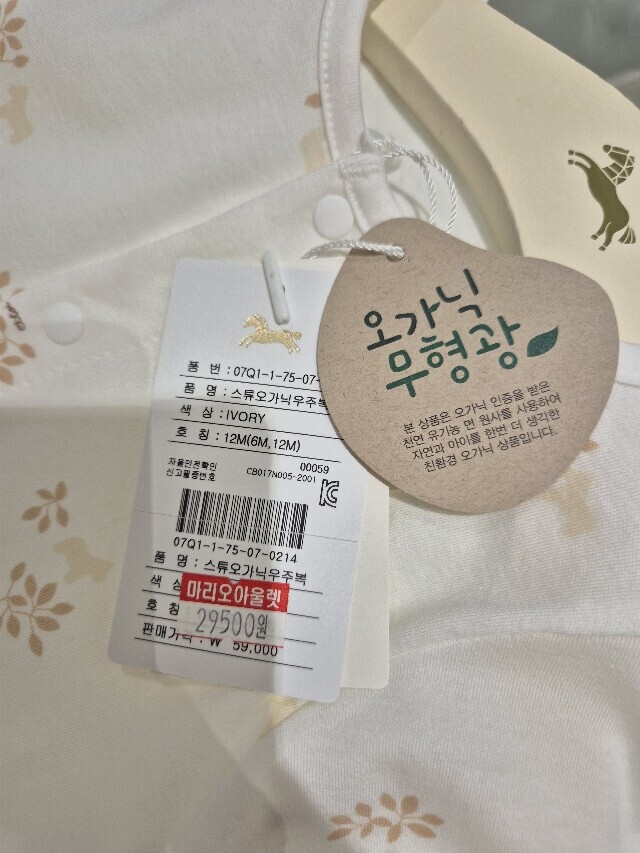 품 번 : 07Q1-1-75-07-
품 명 : 스튜오가닉우주복
색 상 : IVORY
호 칭 : 12M(6M,12M)
00059
자율안전확인
신고필증번호 CB017N005-2001
07Q1-1-75-07-0214
품 명 : 스튜오가닉우주복
색 상
마리오아울렛
호 칭
29500원
판매가격 : ₩ 59,000
오가닉
무형광
본 상품은 오가닉 인증을 받은
천연 유기농 면 원사를 사용하여
자연과 아이를 한번 더 생각한
친환경 오가닉 상품입니다.